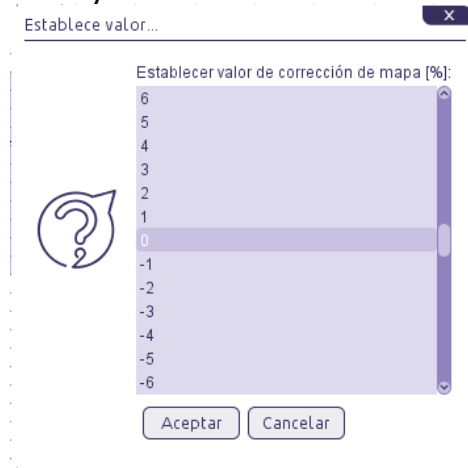 Establece valor...
X
Establecer valor de corrección de mapa [%]:
6
5
4
3
2
1
0
-1
-2
-3
-4
-5
-6
Aceptar
Cancelar